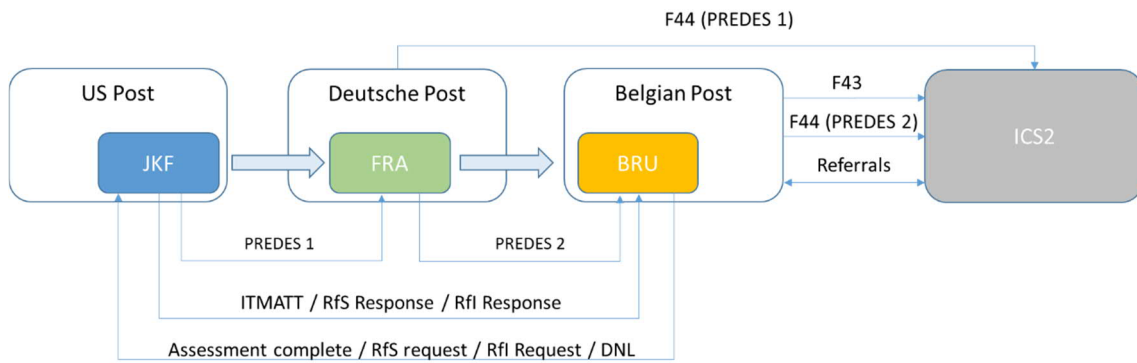 F44 (PREDES 1)
US Post
Deutsche Post
Belgian Post
F43
F44 (PREDES 2)
ICS2
JKF
FRA
BRU
Referrals
PREDES 1
PREDES 2
ITMATT / RfS Response / RfI Response
Assessment complete / RfS request / RfI Request / DNL